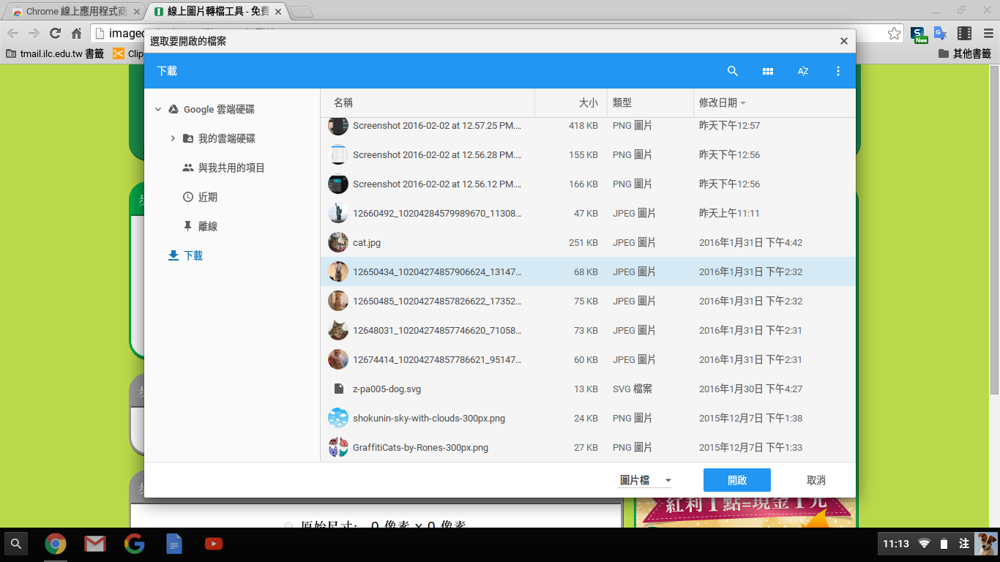 Chrome 線上應用程式商
線上圖片轉檔工具 - 免費
imagec
New
tmail.ilc.edu.tw 書籤
Clip
其他書籤
選取要開啟的檔案
下載
AZ
Google 雲端硬碟
我的雲端硬碟
與我共用的項目
近期
離線
下載
名稱 大小 類型 修改日期
Screenshot 2016-02-02 at 12.57.25 PM.... 418 KB PNG 圖片 昨天下午12:57
Screenshot 2016-02-02 at 12.56.28 PM.... 155 KB PNG 圖片 昨天下午12:56
Screenshot 2016-02-02 at 12.56.12 PM.... 166 KB PNG 圖片 昨天下午12:56
12660492_10204284579989670_11308... 47 KB JPEG 圖片 昨天上午11:11
cat.jpg 251 KB JPEG 圖片 2016年1月31日 下午4:42
12650434_10204274857906624_13147... 68 KB JPEG 圖片 2016年1月31日 下午2:32
12650485_10204274857826622_17352... 75 KB JPEG 圖片 2016年1月31日 下午2:32
12648031_10204274857746620_71058... 73 KB JPEG 圖片 2016年1月31日 下午2:31
12674414_10204274857786621_95147... 60 KB JPEG 圖片 2016年1月31日 下午2:31
z-pa005-dog.svg 13 KB SVG 檔案 2016年1月30日 下午4:27
shokunin-sky-with-clouds-300px.png 24 KB PNG 圖片 2015年12月7日 下午1:38
GraffitiCats-by-Rones-300px.png 27 KB PNG 圖片 2015年12月7日 下午1:33
圖片檔 開啟 取消
紅利1點=現金1元
原始尺寸: 0 像素 x 0 像素
11:13 注